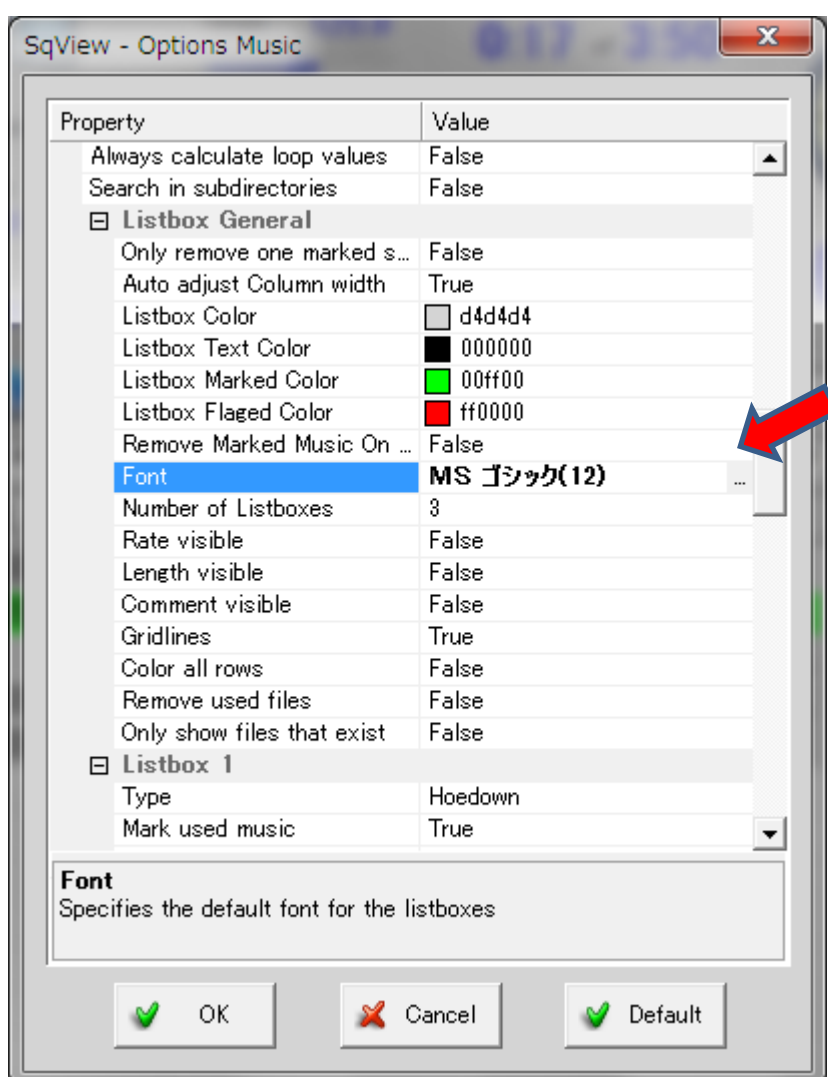 SqView - Options Music
0:17 - 3:50
Property Value
Always calculate loop values False
Search in subdirectories False
Listbox General
Only remove one marked s... False
Auto adjust Column width True
Listbox Color d4d4d4
Listbox Text Color 000000
Listbox Marked Color 00ff00
Listbox Flaged Color ff0000
Remove Marked Music On ... False
Font MS ゴシック(12) ...
Number of Listboxes 3
Rate visible False
Length visible False
Comment visible False
Gridlines True
Color all rows False
Remove used files False
Only show files that exist False
Listbox 1
Type Hoedown
Mark used music True
Font
Specifies the default font for the listboxes
OK Cancel Default